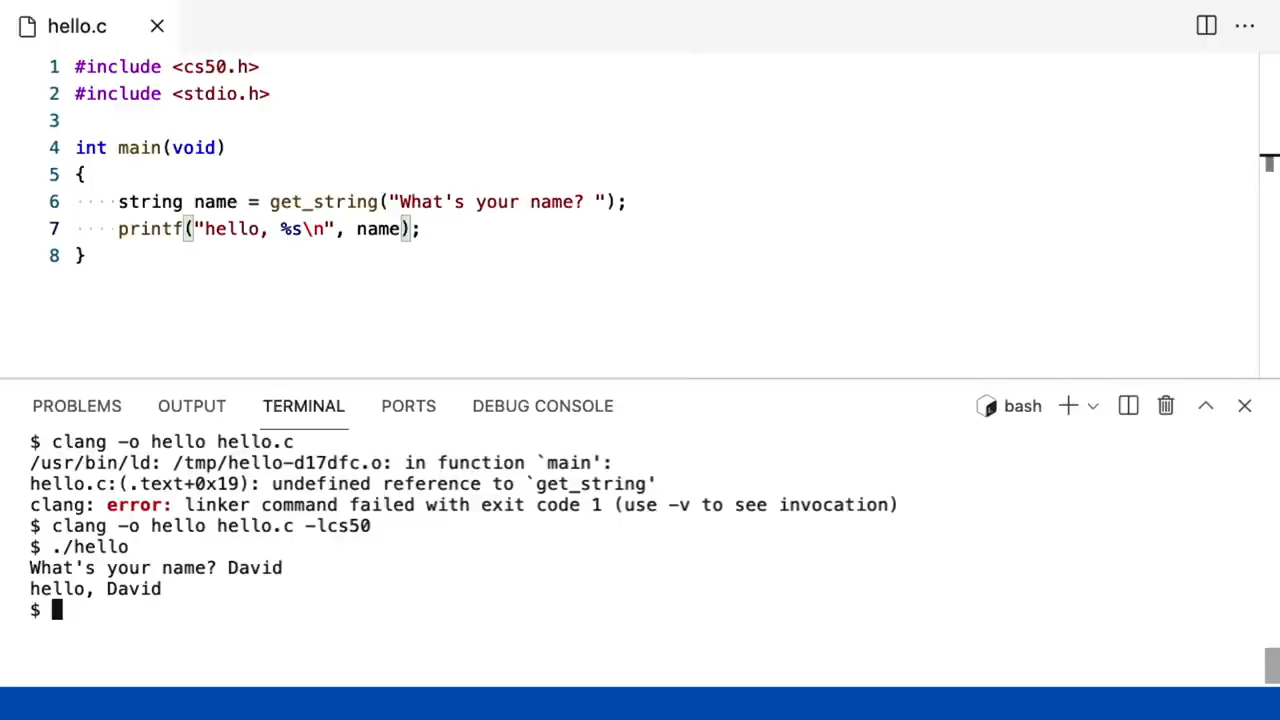 hello.c
1 #include <cs50.h>
2 #include <stdio.h>
3
4 int main(void)
5 {
6 ····string name = get_string("What's your name? ");
7 ····printf("hello, %s\n", name);
8 }
PROBLEMS OUTPUT TERMINAL PORTS DEBUG CONSOLE bash
$ clang -o hello hello.c
/usr/bin/ld: /tmp/hello-d17dfc.o: in function `main':
hello.c:(.text+0x19): undefined reference to `get_string'
clang: error: linker command failed with exit code 1 (use -v to see invocation)
$ clang -o hello hello.c -lcs50
$ ./hello
What's your name? David
hello, David
$